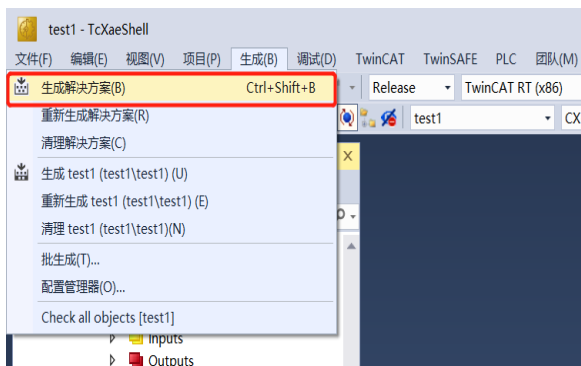 test1 - TcXaeShell
文件(F) 编辑(E) 视图(V) 项目(P) 生成(B) 调试(D) TwinCAT TwinSAFE PLC 团队(M)
生成解决方案(B) Ctrl+Shift+B Release TwinCAT RT (x86)
重新生成解决方案(R) test1 CX
清理解决方案(C)
生成 test1 (test1\test1) (U)
重新生成 test1 (test1\test1) (E)
清理 test1 (test1\test1)(N)
批生成(T)...
配置管理器(O)...
Check all objects [test1]
Inputs
Outputs